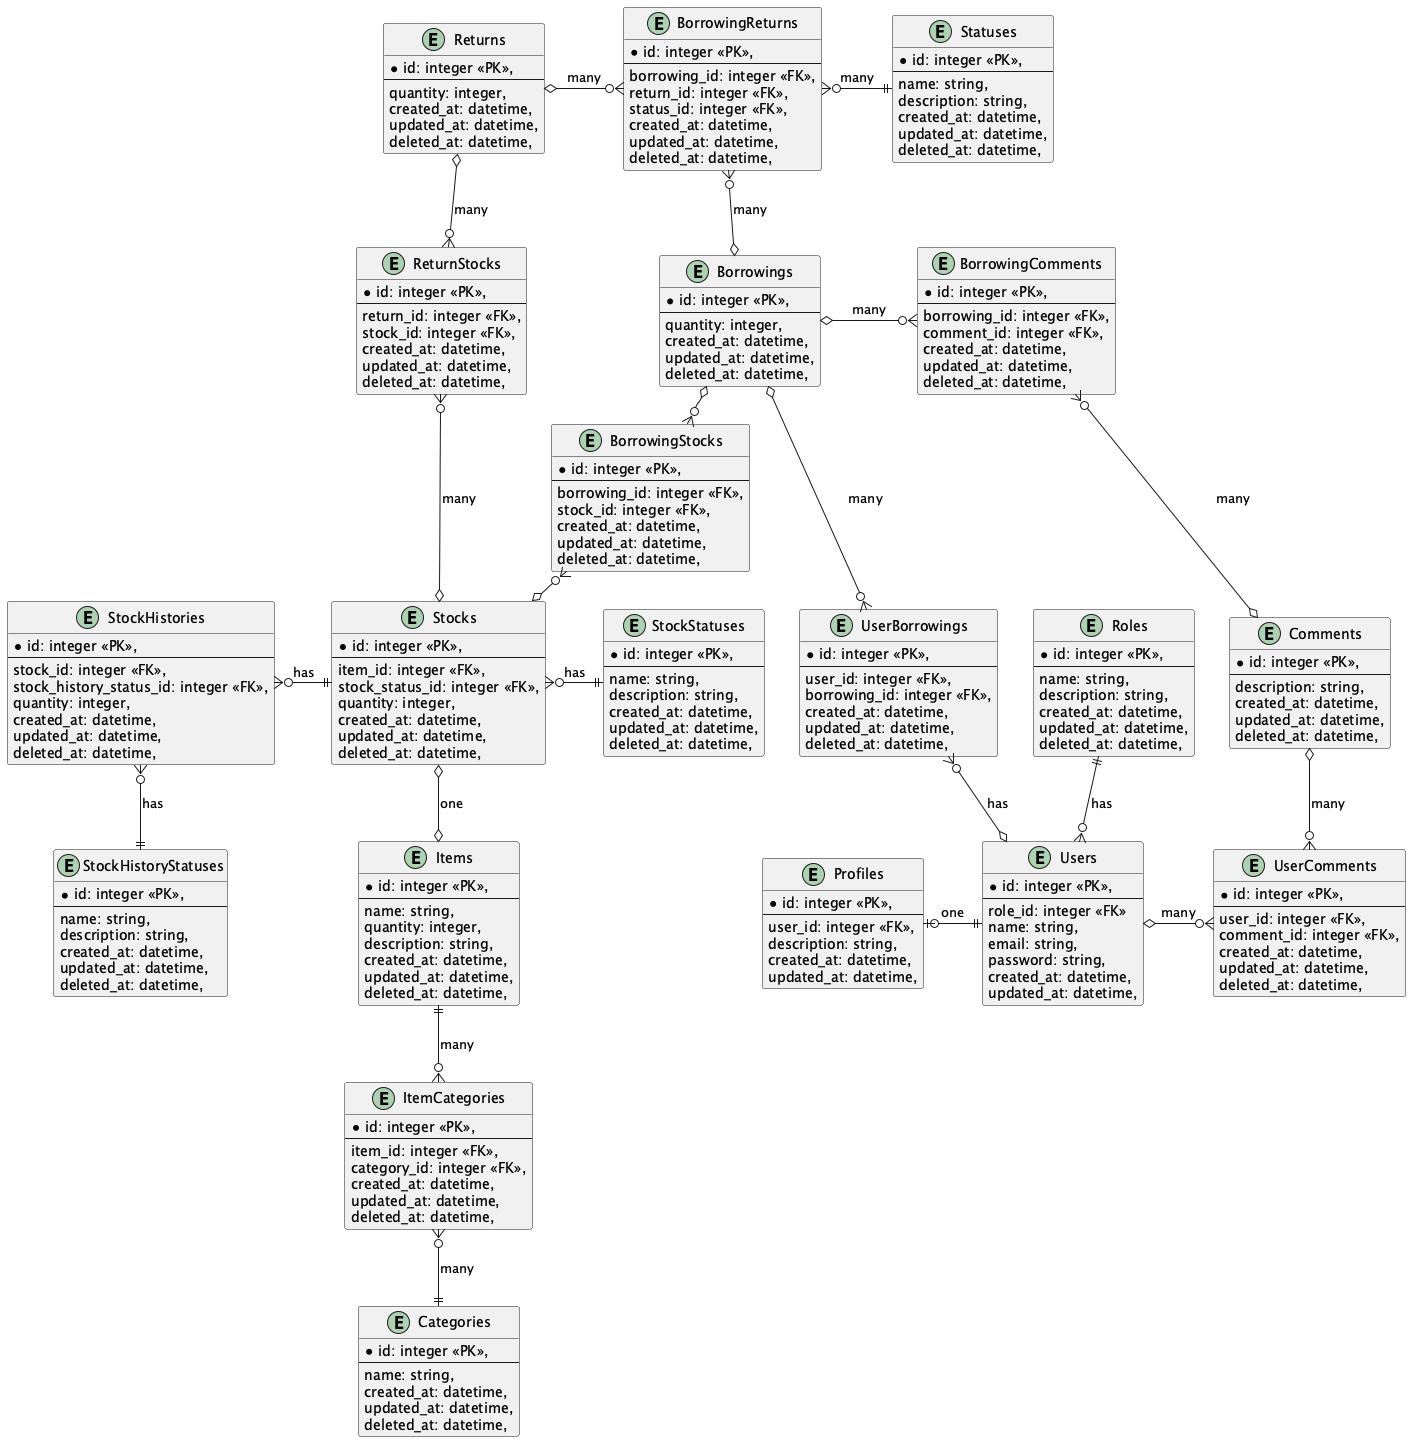 E Returns
* id: integer «PK»,
quantity: integer,
created_at: datetime,
updated_at: datetime,
deleted_at: datetime,
many
E BorrowingReturns
* id: integer «PK»,
borrowing_id: integer «FK»,
return_id: integer «FK»,
status_id: integer «FK»,
created_at: datetime,
updated_at: datetime,
deleted_at: datetime,
many
E Statuses
* id: integer «PK»,
name: string,
description: string,
created_at: datetime,
updated_at: datetime,
deleted_at: datetime,
many
many
E ReturnStocks
* id: integer «PK»,
return_id: integer «FK»,
stock_id: integer «FK»,
created_at: datetime,
updated_at: datetime,
deleted_at: datetime,
E Borrowings
* id: integer «PK»,
quantity: integer,
created_at: datetime,
updated_at: datetime,
deleted_at: datetime,
many
E BorrowingComments
* id: integer «PK»,
borrowing_id: integer «FK»,
comment_id: integer «FK»,
created_at: datetime,
updated_at: datetime,
deleted_at: datetime,
E BorrowingStocks
* id: integer «PK»,
borrowing_id: integer «FK»,
stock_id: integer «FK»,
created_at: datetime,
updated_at: datetime,
deleted_at: datetime,
many
many
many
E StockHistories
* id: integer «PK»,
stock_id: integer «FK»,
stock_history_status_id: integer «FK»,
quantity: integer,
created_at: datetime,
updated_at: datetime,
deleted_at: datetime,
has
E Stocks
* id: integer «PK»,
item_id: integer «FK»,
stock_status_id: integer «FK»,
quantity: integer,
created_at: datetime,
updated_at: datetime,
deleted_at: datetime,
has
E StockStatuses
* id: integer «PK»,
name: string,
description: string,
created_at: datetime,
updated_at: datetime,
deleted_at: datetime,
E UserBorrowings
* id: integer «PK»,
user_id: integer «FK»,
borrowing_id: integer «FK»,
created_at: datetime,
updated_at: datetime,
deleted_at: datetime,
E Roles
* id: integer «PK»,
name: string,
description: string,
created_at: datetime,
updated_at: datetime,
deleted_at: datetime,
E Comments
* id: integer «PK»,
description: string,
created_at: datetime,
updated_at: datetime,
deleted_at: datetime,
has
one
has
has
many
E StockHistoryStatuses
* id: integer «PK»,
name: string,
description: string,
created_at: datetime,
updated_at: datetime,
deleted_at: datetime,
E Items
* id: integer «PK»,
name: string,
quantity: integer,
description: string,
created_at: datetime,
updated_at: datetime,
deleted_at: datetime,
E Profiles
* id: integer «PK»,
user_id: integer «FK»,
description: string,
created_at: datetime,
updated_at: datetime,
one
E Users
* id: integer «PK»,
role_id: integer «FK»
name: string,
email: string,
password: string,
created_at: datetime,
updated_at: datetime,
many
E UserComments
* id: integer «PK»,
user_id: integer «FK»,
comment_id: integer «FK»,
created_at: datetime,
updated_at: datetime,
deleted_at: datetime,
many
E ItemCategories
* id: integer «PK»,
item_id: integer «FK»,
category_id: integer «FK»,
created_at: datetime,
updated_at: datetime,
deleted_at: datetime,
many
E Categories
* id: integer «PK»,
name: string,
created_at: datetime,
updated_at: datetime,
deleted_at: datetime,